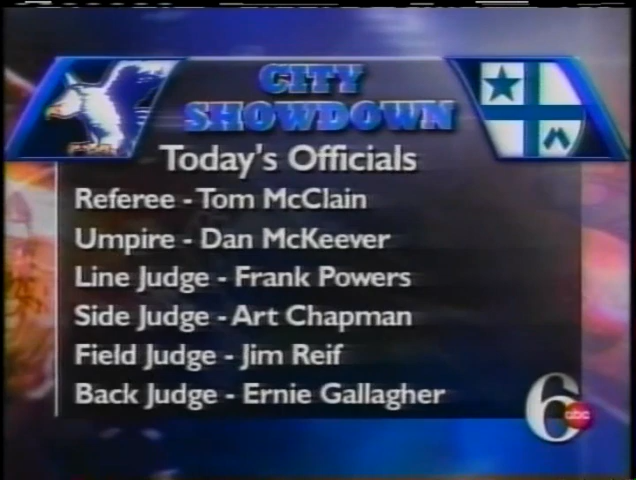 CITY
SHOWDOWN
Today's Officials
Referee - Tom McClain
Umpire - Dan McKeever
Line Judge - Frank Powers
Side Judge - Art Chapman
Field Judge - Jim Reif
Back Judge - Ernie Gallagher
6
abc